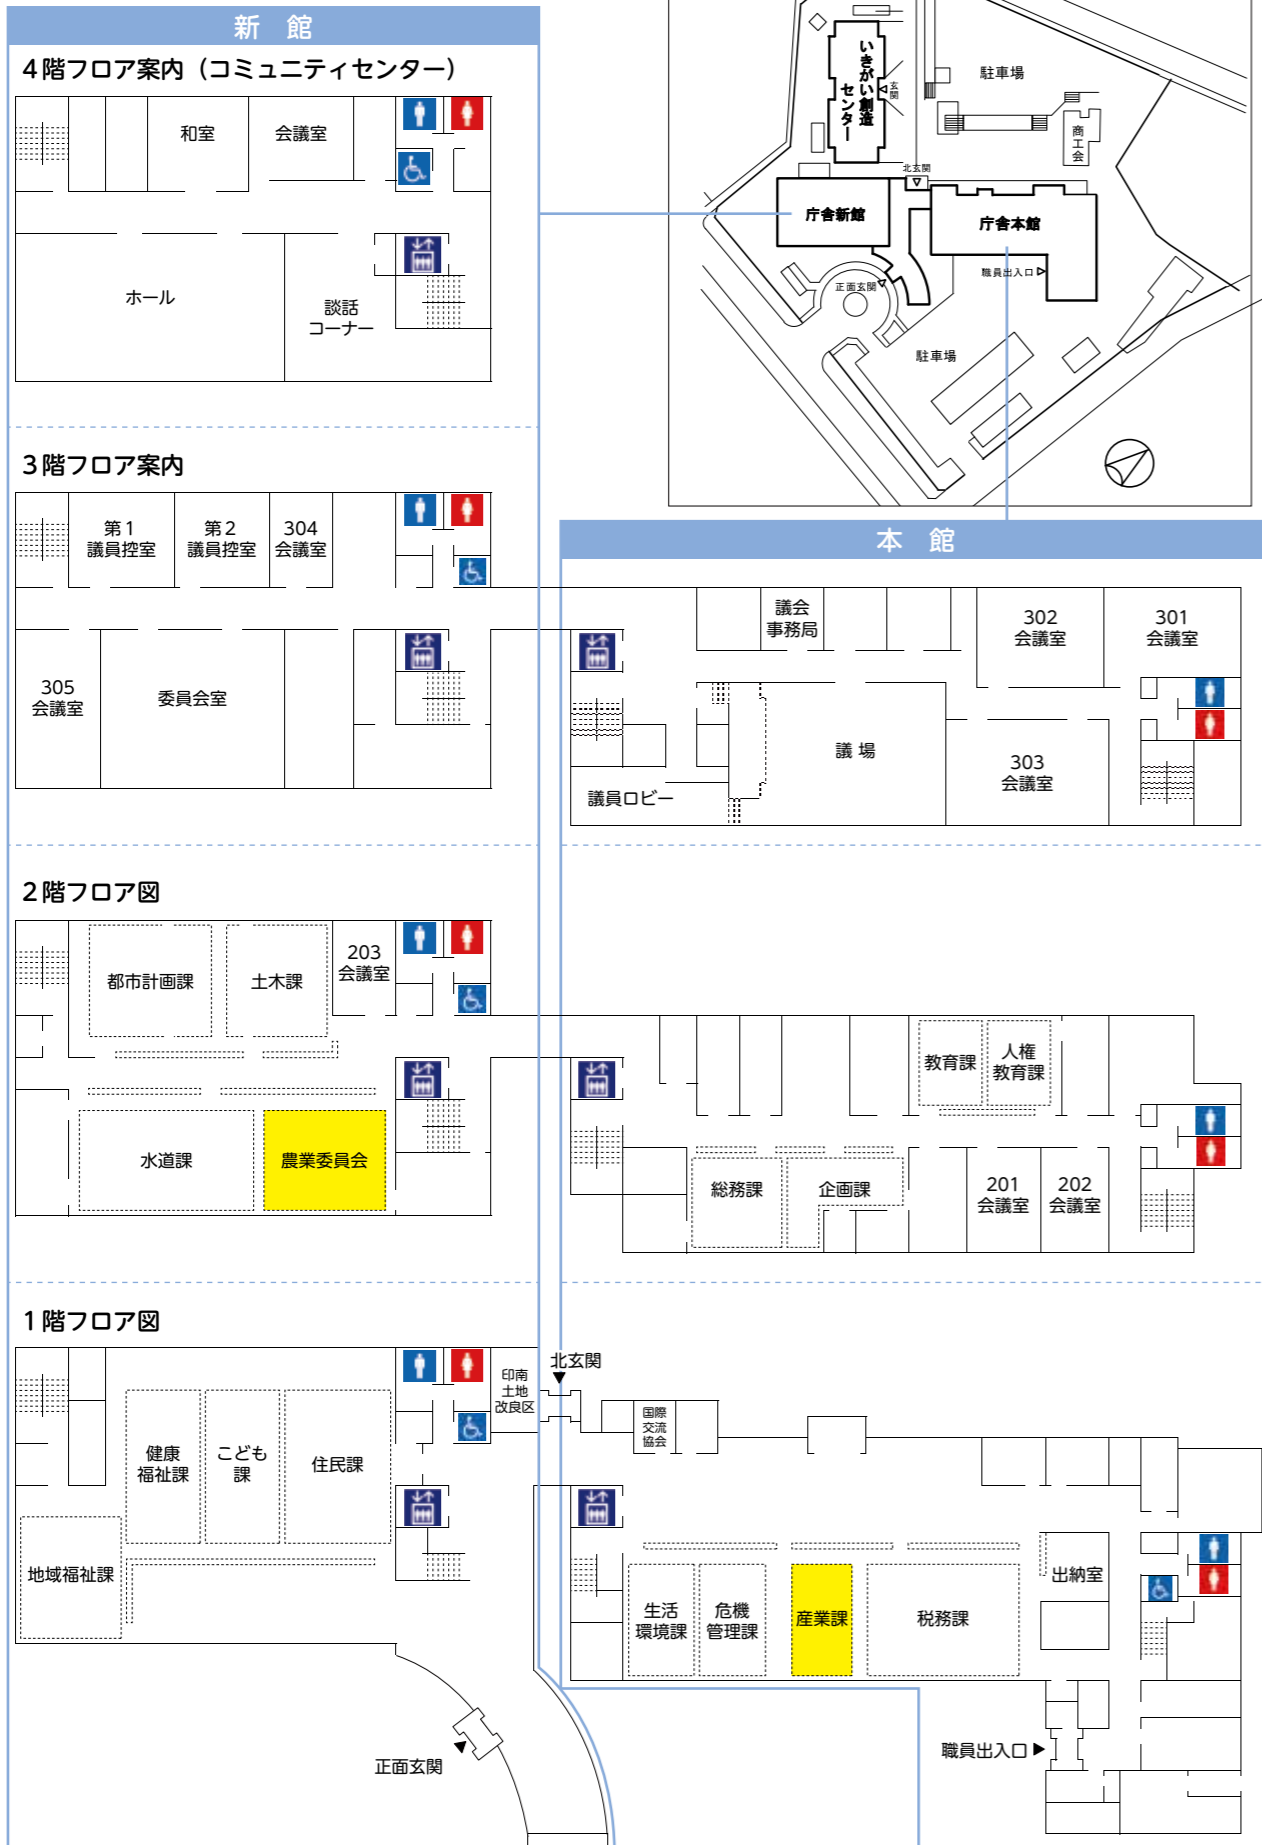 新 館
4階フロア案内（コミュニティセンター）
和室
会議室
ホール
談話
コーナー
いきがい創造
センター
玄関
駐車場
商工会
北玄関
庁舎新館
庁舎本館
職員出入口
正面玄関
駐車場
3階フロア案内
第1
議員控室
第2
議員控室
304
会議室
305
会議室
委員会室
本 館
議会
事務局
302
会議室
301
会議室
議 場
303
会議室
議員ロビー
2階フロア図
都市計画課
土木課
203
会議室
水道課
農業委員会
教育課
人権
教育課
総務課
企画課
201
会議室
202
会議室
1階フロア図
印南
土地
改良区
北玄関
国際
交流
協会
健康
福祉課
こども
課
住民課
地域福祉課
生活
環境課
危機
管理課
産業課
税務課
出納室
正面玄関
職員出入口